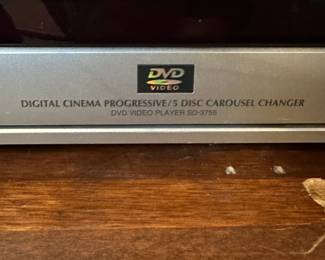 DVD
VIDEO
DIGITAL CINEMA PROGRESSIVE/5 DISC CAROUSEL CHANGER
DVD VIDEO PLAYER SD-3755